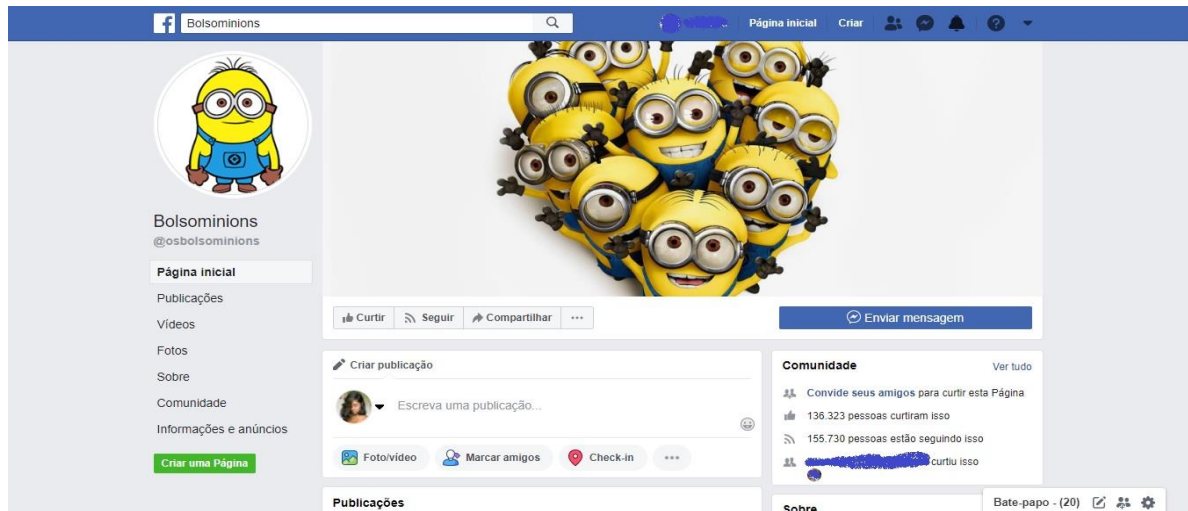 f Bolsominions
Página inicial Criar
Bolsominions
@osbolsominions
Página inicial
Publicações
Vídeos
Fotos
Sobre
Comunidade
Informações e anúncios
Criar uma Página
Curtir Seguir Compartilhar ...
Enviar mensagem
Criar publicação
Escreva uma publicação...
Foto/vídeo Marcar amigos Check-in ...
Publicações
Comunidade Ver tudo
Convide seus amigos para curtir esta Página
136.323 pessoas curtiram isso
155.730 pessoas estão seguindo isso
curtiu isso
Sobre
Bate-papo - (20)